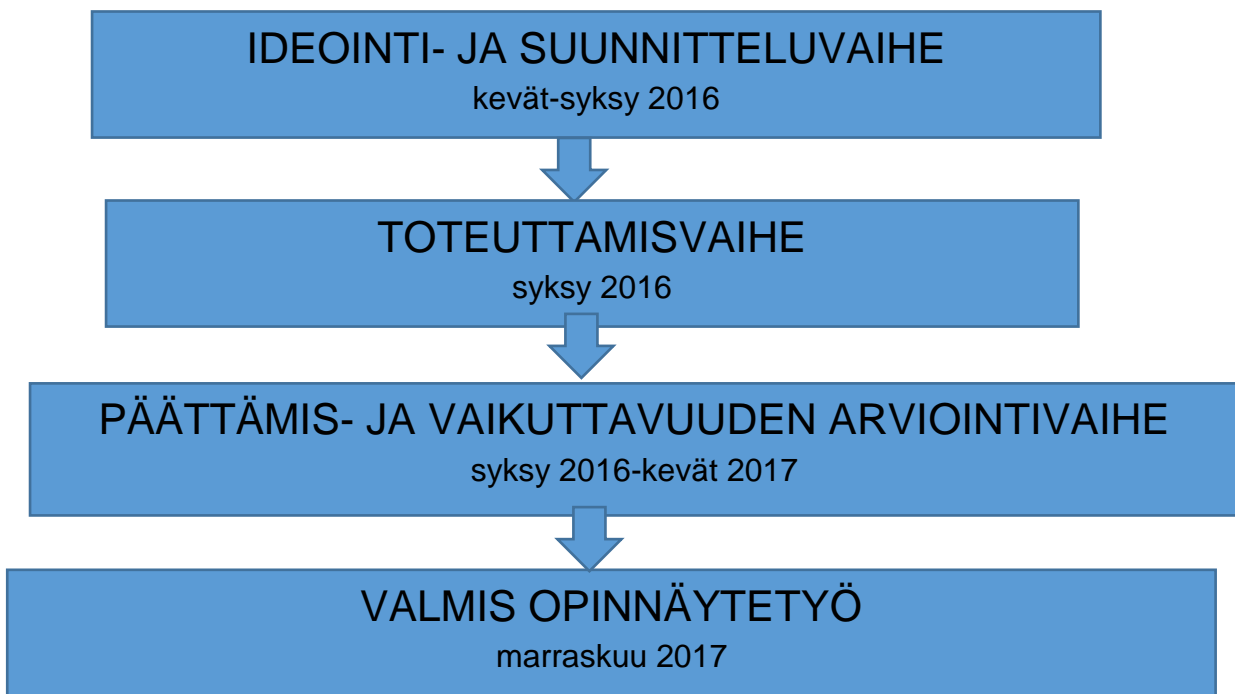 IDEOINTI- JA SUUNNITTELUVAIHE
kevät-syksy 2016
TOTEUTTAMISVAIHE
syksy 2016
PÄÄTTÄMIS- JA VAIKUTTAVUUDEN ARVIOINTIVAIHE
syksy 2016-kevät 2017
VALMIS OPINNÄYTETYÖ
marraskuu 2017